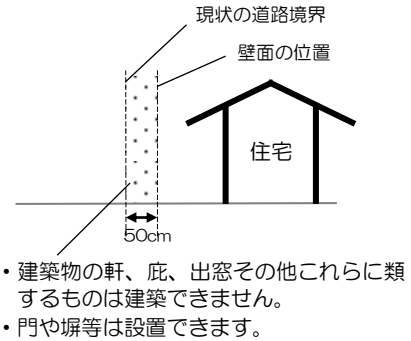 現状の道路境界
壁面の位置
住宅
50cm
・建築物の軒、庇、出窓その他これらに類
するものは建築できません。
・門や塀等は設置できます。